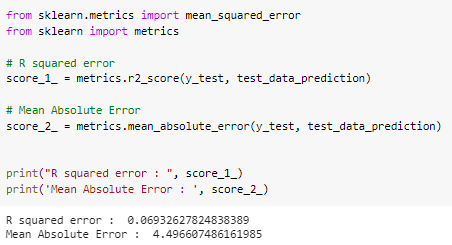 from sklearn.metrics import mean_squared_error
from sklearn import metrics
# R squared error
score_1_ = metrics.r2_score(y_test, test_data_prediction)
# Mean Absolute Error
score_2_ = metrics.mean_absolute_error(y_test, test_data_prediction)
print("R squared error : ", score_1_)
print('Mean Absolute Error : ', score_2_)
R squared error :  0.06932627824838389
Mean Absolute Error :  4.496607486161985